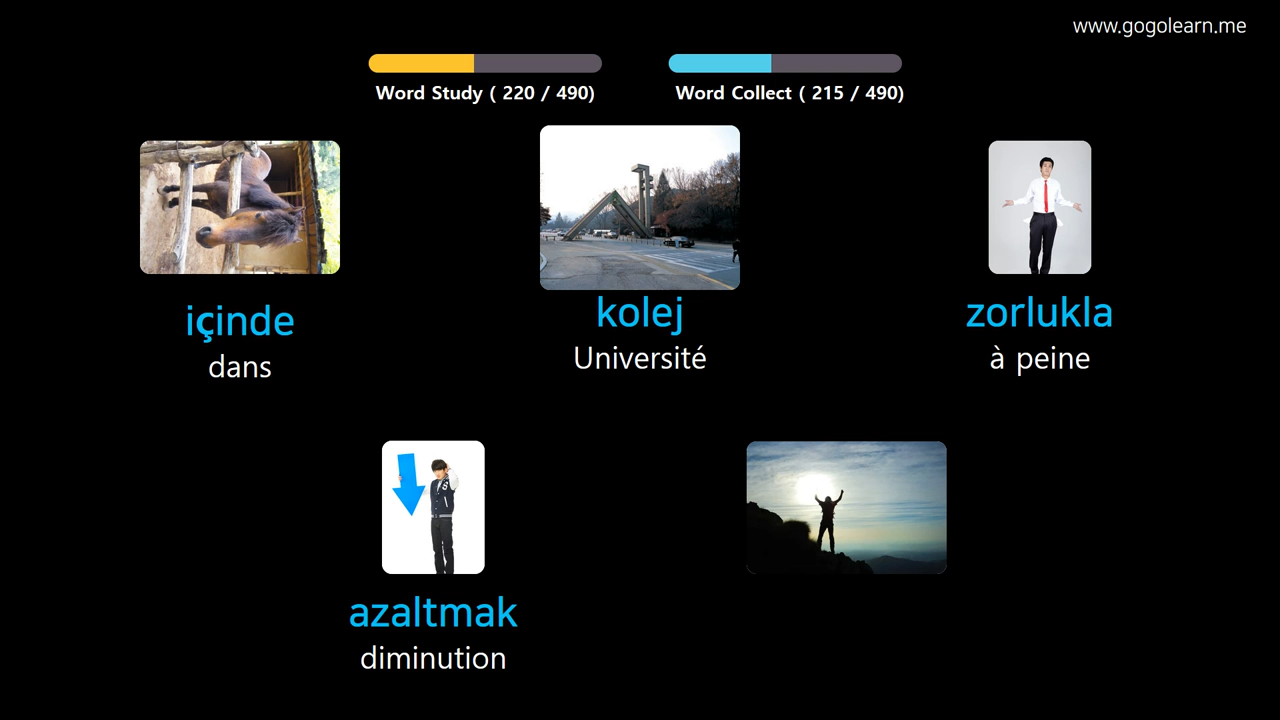 www.gogolearn.me
Word Study ( 220 / 490)
Word Collect ( 215 / 490)
içinde
dans
kolej
Université
zorlukla
à peine
azaltmak
diminution